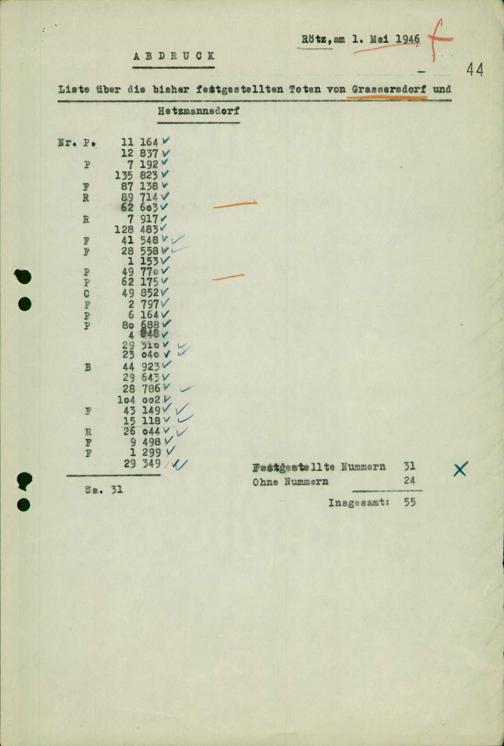 Rötz, am 1. Mai 1946
44
ABDRUCK
Liste über die bisher festgestellten Toten von Grassersdorf und
Hetzmannsdorf
Nr. P. 11 164
12 837
P 7 192
135 823
F 87 138
R 89 714
62 603
R 7 917
128 483
F 41 548
F 28 558
1 153
P 49 770
P 62 175
C 49 852
F 2 797
P 6 164
P 80 688
4
29 310
23 040
B 44 923
29 643
28 786
104 002
F 43 149
15 118
R 26 044
F 9 498
F 1 299
29 349
Sa. 31
Festgestellte Nummern 31
Ohne Nummern 24
Insgesamt: 55